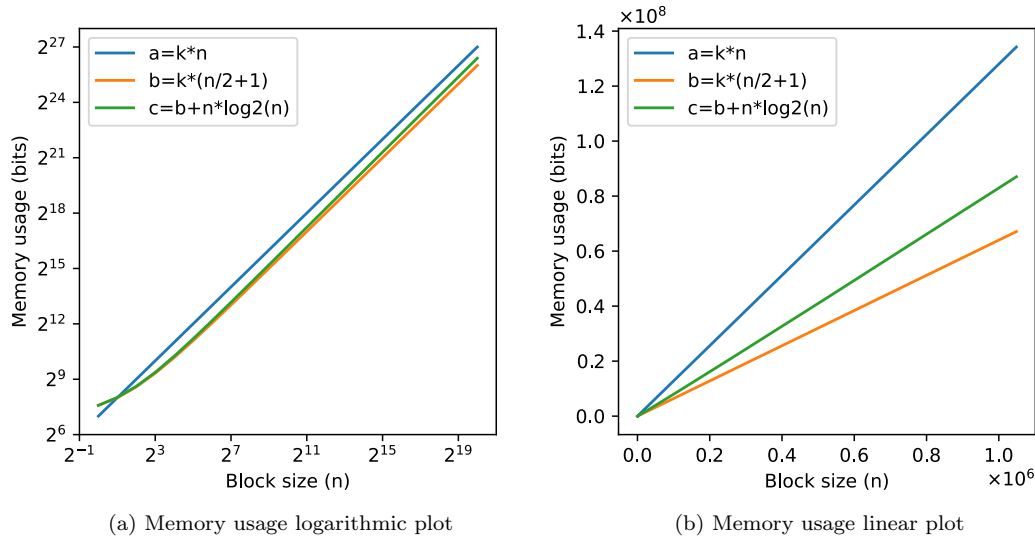 2^27
2^24
2^21
2^18
2^15
2^12
2^9
2^6
Memory usage (bits)
a=k*n
b=k*(n/2+1)
c=b+n*log2(n)
2^−1 2^3 2^7 2^11 2^15 2^19
Block size (n)
(a) Memory usage logarithmic plot
×10^8
1.4
1.2
1.0
0.8
0.6
0.4
0.2
0.0
Memory usage (bits)
a=k*n
b=k*(n/2+1)
c=b+n*log2(n)
0.0 0.2 0.4 0.6 0.8 1.0
×10^6
Block size (n)
(b) Memory usage linear plot